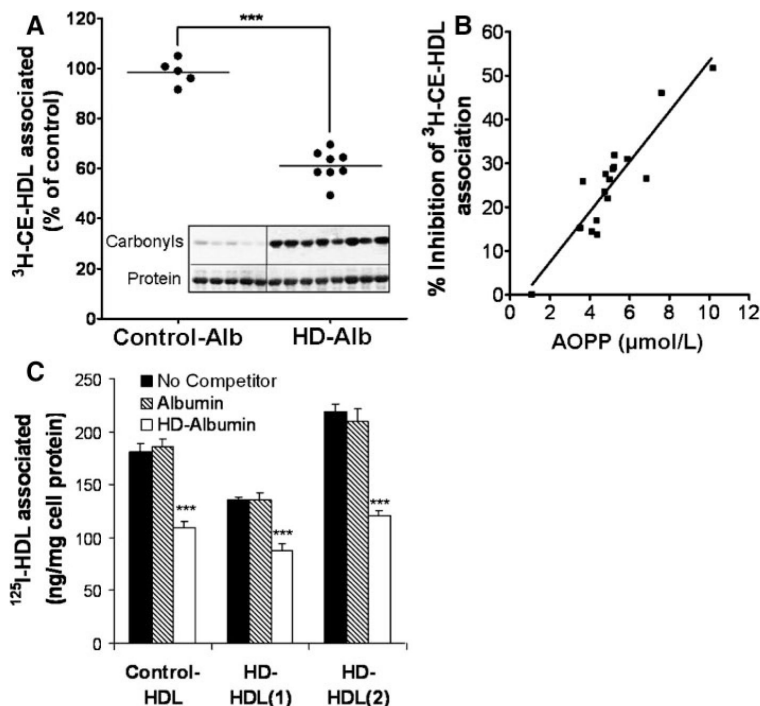 A
***
120
100
80
60
40
20
0
³H-CE-HDL associated
(% of control)
Carbonyls
Protein
Control-Alb
HD-Alb
B
60
50
40
30
20
10
0
% Inhibition of ³H-CE-HDL
association
0 2 4 6 8 10 12
AOPP (µmol/L)
C
250
200
150
100
50
0
¹²⁵I-HDL associated
(ng/mg cell protein)
No Competitor
Albumin
HD-Albumin
***
***
***
Control-
HDL
HD-
HDL(1)
HD-
HDL(2)